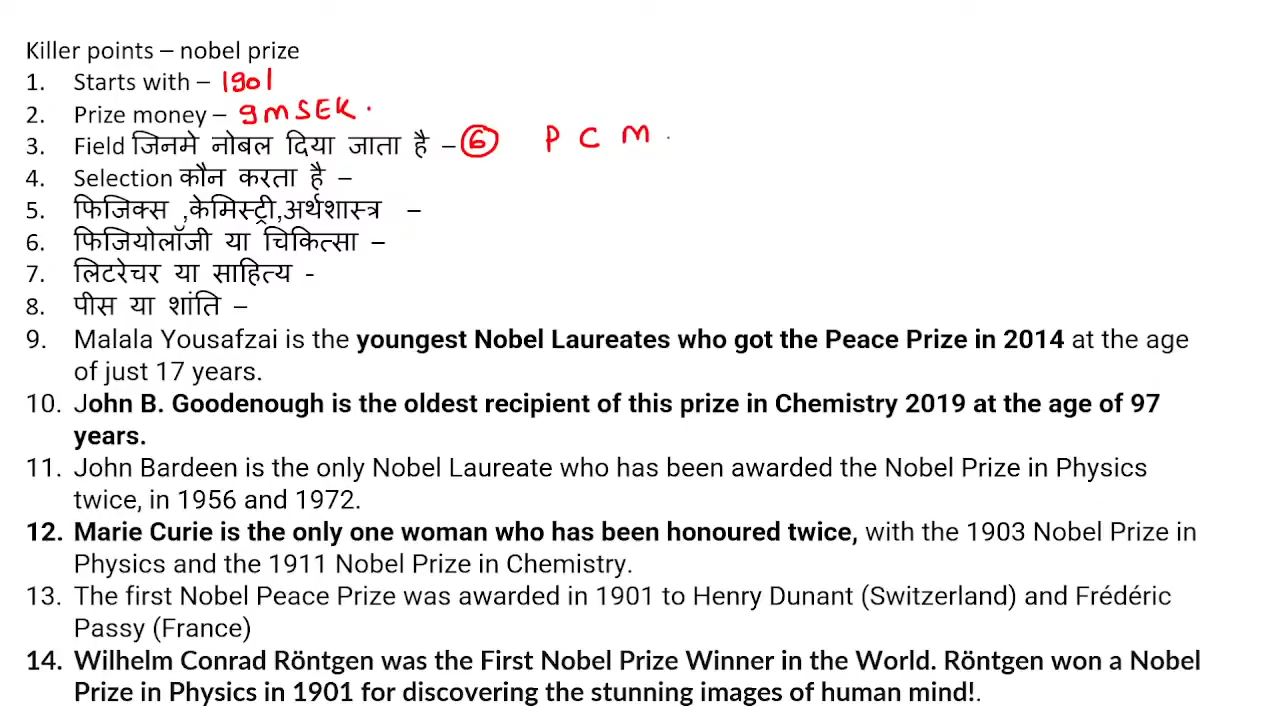 Killer points – nobel prize
1. Starts with – 1901
2. Prize money – 9m SEK.
3. Field जिनमे नोबल दिया जाता है – 6 P C M
4. Selection कौन करता है –
5. फिजिक्स ,केमिस्ट्री,अर्थशास्त्र –
6. फिजियोलॉजी या चिकित्सा –
7. लिटरेचर या साहित्य -
8. पीस या शांति –
9. Malala Yousafzai is the youngest Nobel Laureates who got the Peace Prize in 2014 at the age
of just 17 years.
10. John B. Goodenough is the oldest recipient of this prize in Chemistry 2019 at the age of 97
years.
11. John Bardeen is the only Nobel Laureate who has been awarded the Nobel Prize in Physics
twice, in 1956 and 1972.
12. Marie Curie is the only one woman who has been honoured twice, with the 1903 Nobel Prize in
Physics and the 1911 Nobel Prize in Chemistry.
13. The first Nobel Peace Prize was awarded in 1901 to Henry Dunant (Switzerland) and Frédéric
Passy (France)
14. Wilhelm Conrad Röntgen was the First Nobel Prize Winner in the World. Röntgen won a Nobel
Prize in Physics in 1901 for discovering the stunning images of human mind!.